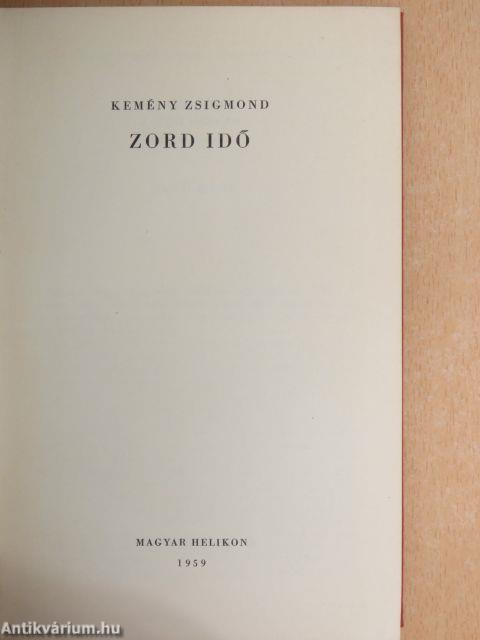 KEMÉNY ZSIGMOND
ZORD IDŐ
MAGYAR HELIKON
1959
Antikvárium.hu